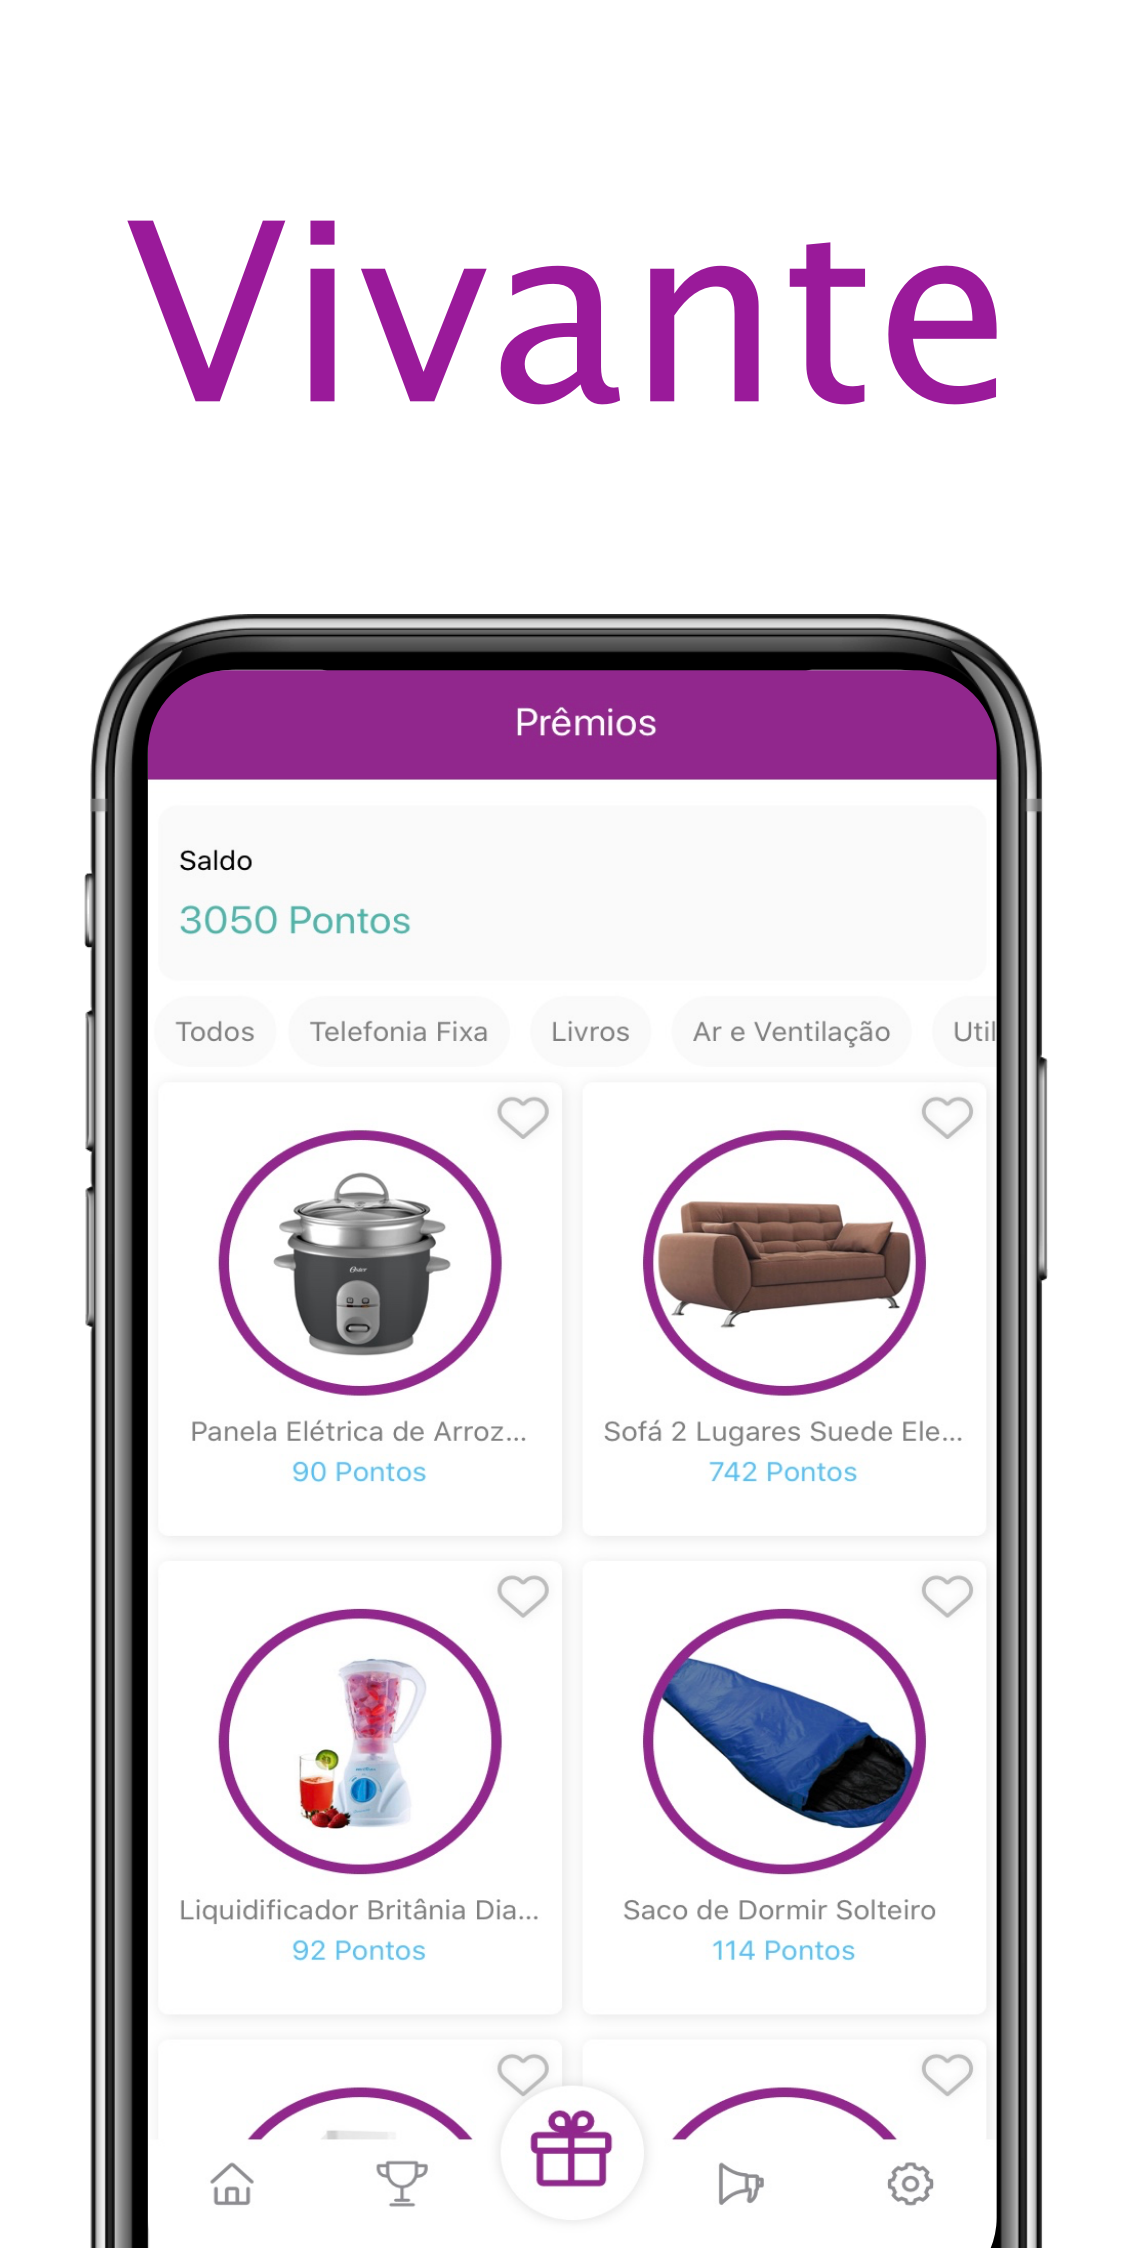 Vivante
Prêmios
Saldo
3050 Pontos
Todos
Telefonia Fixa
Livros
Ar e Ventilação
Util
Oster
Panela Elétrica de Arroz...
90 Pontos
Sofá 2 Lugares Suede Ele...
742 Pontos
Liquidificador Britânia Dia...
92 Pontos
Saco de Dormir Solteiro
114 Pontos